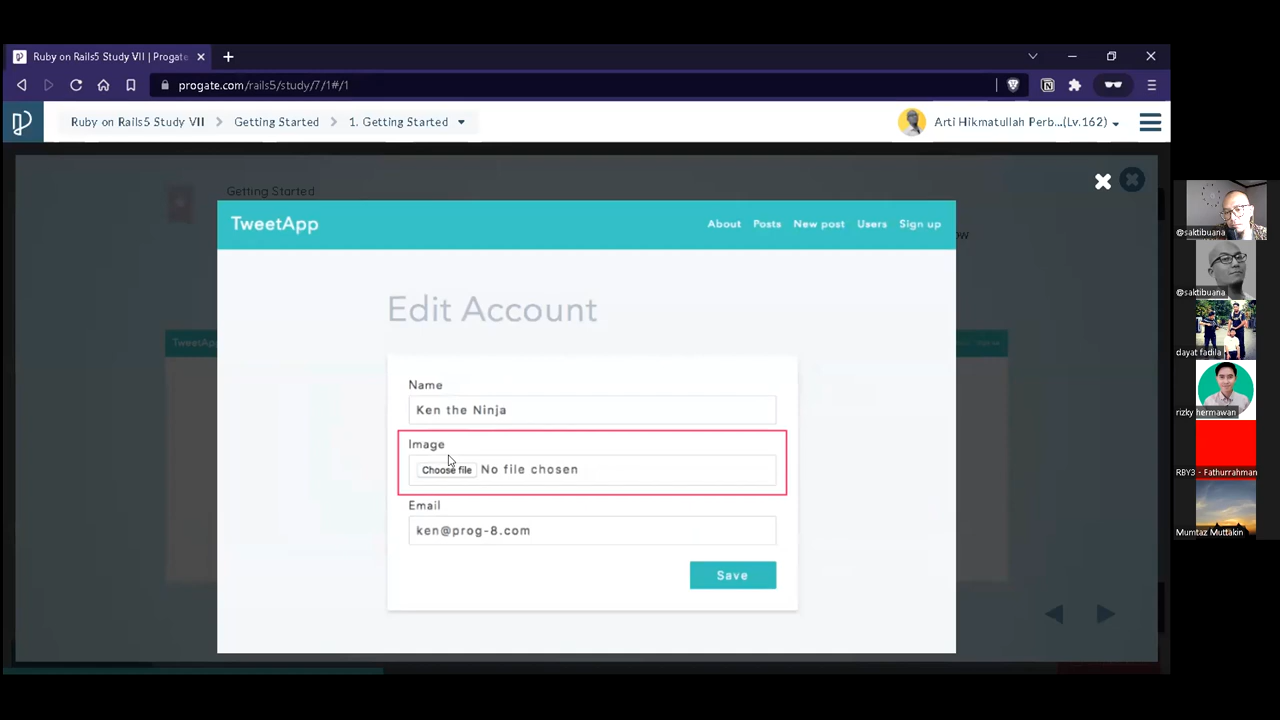 Ruby on Rails5 Study VII | Progate
progate.com/rails5/study/7/1#/1
Ruby on Rails5 Study VII
Getting Started
1. Getting Started
Arti Hikmatullah Perb...(Lv.162)
Getting Started
TweetApp
About
Posts
New post
Users
Sign up
ow
TweetAp
Edit Account
Name
Ken the Ninja
Image
Choose file No file chosen
Email
ken@prog-8.com
Save
@saktibuana
@saktibuana
dayat fadila
rizky hermawan
RBY3 - Fathurrahman
Mumtaz Muttakin